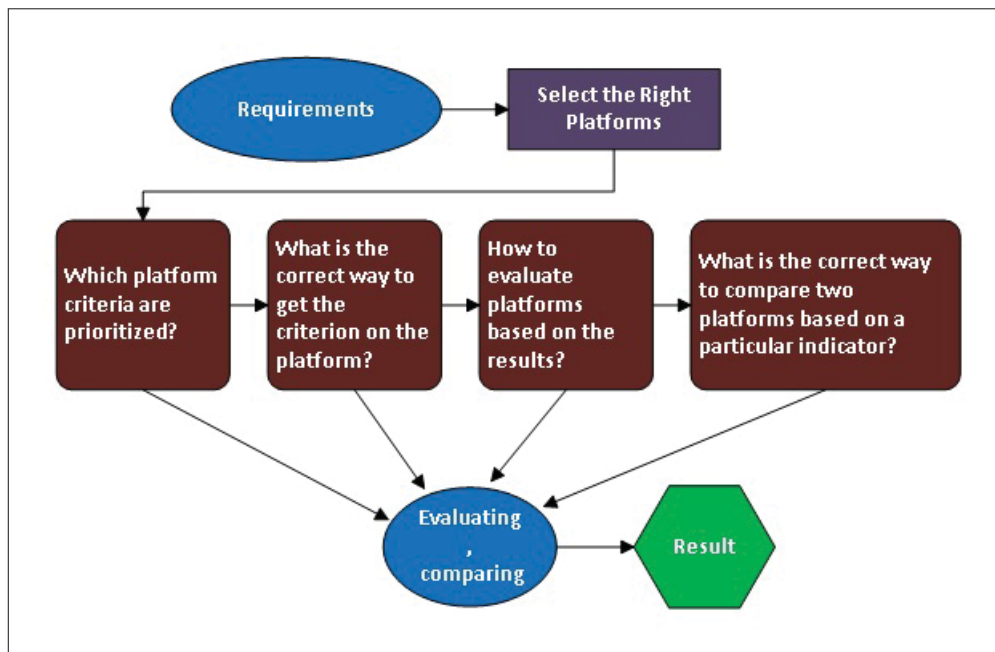 Requirements
Select the Right
Platforms
Which platform
criteria are
prioritized?
What is the
correct way to
get the
criterion on the
platform?
How to
evaluate
platforms
based on the
results?
What is the correct way
to compare two
platforms based on a
particular indicator?
Evaluating
,
comparing
Result